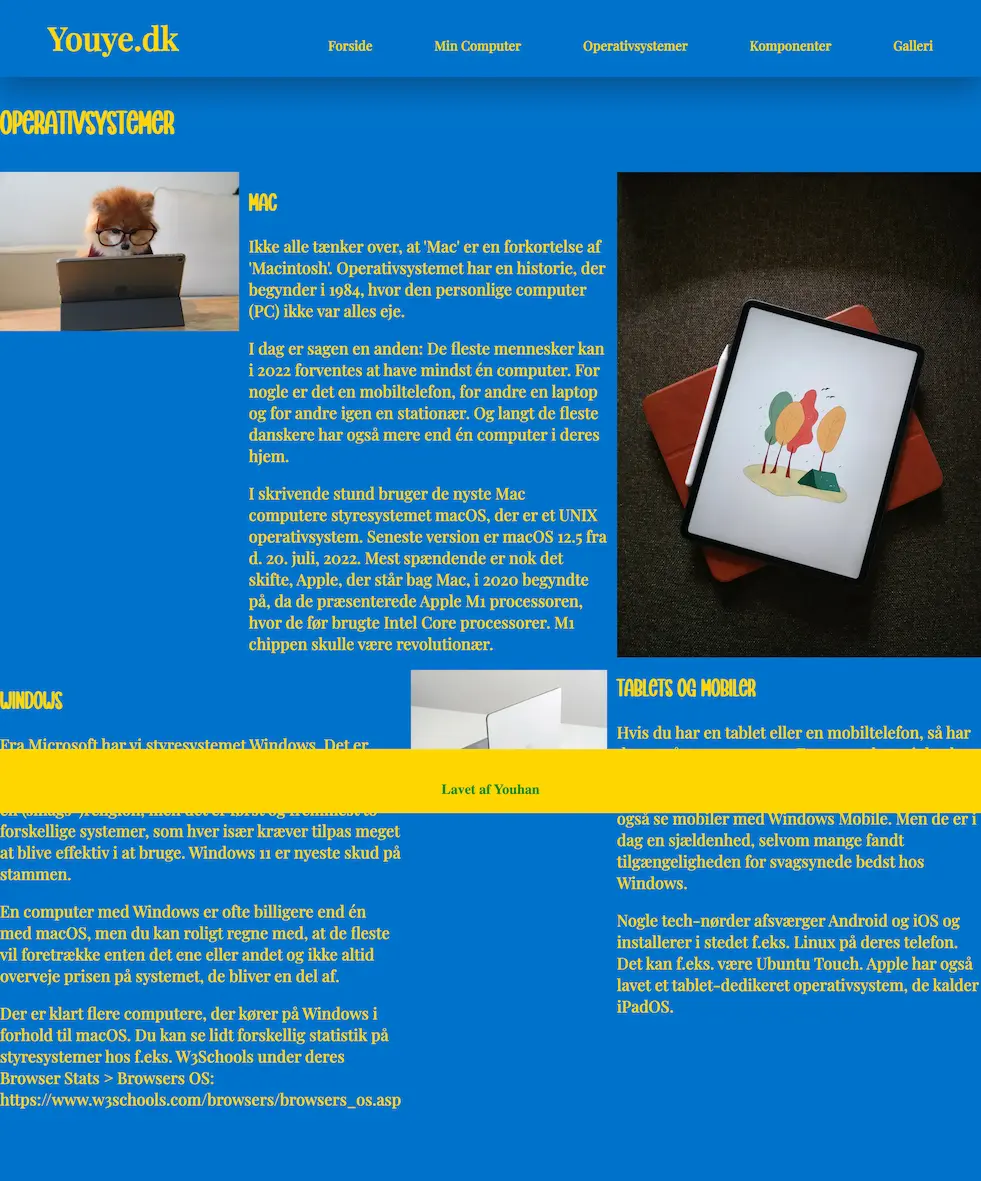 Youye.dk
Forside
Min Computer
Operativsystemer
Komponenter
Galleri
OPERATIVSYSTEMER
MAC
Ikke alle tænker over, at 'Mac' er en forkortelse af
'Macintosh'. Operativsystemet har en historie, der
begynder i 1984, hvor den personlige computer
(PC) ikke var alles eje.
I dag er sagen en anden: De fleste mennesker kan
i 2022 forventes at have mindst én computer. For
nogle er det en mobiltelefon, for andre en laptop
og for andre igen en stationær. Og langt de fleste
danskere har også mere end én computer i deres
hjem.
I skrivende stund bruger de nyste Mac
computere styresystemet macOS, der er et UNIX
operativsystem. Seneste version er macOS 12.5 fra
d. 20. juli, 2022. Mest spændende er nok det
skifte, Apple, der står bag Mac, i 2020 begyndte
på, da de præsenterede Apple M1 processoren,
hvor de før brugte Intel Core processorer. M1
chippen skulle være revolutionær.
WINDOWS
Fra Microsoft har vi styresystemet Windows. Det er
forskellige systemer, som hver især kræver tilpas meget
at blive effektiv i at bruge. Windows 11 er nyeste skud på
stammen.
En computer med Windows er ofte billigere end én
med macOS, men du kan roligt regne med, at de fleste
vil foretrække enten det ene eller andet og ikke altid
overveje prisen på systemet, de bliver en del af.
Der er klart flere computere, der kører på Windows i
forhold til macOS. Du kan se lidt forskellig statistik på
styresystemer hos f.eks. W3Schools under deres
Browser Stats > Browsers OS:
https://www.w3schools.com/browsers/browsers_os.asp
TABLETS OG MOBILER
Hvis du har en tablet eller en mobiltelefon, så har
også se mobiler med Windows Mobile. Men de er i
dag en sjældenhed, selvom mange fandt
tilgængeligheden for svagsynede bedst hos
Windows.
Nogle tech-nørder afsværger Android og iOS og
installerer i stedet f.eks. Linux på deres telefon.
Det kan f.eks. være Ubuntu Touch. Apple har også
lavet et tablet-dedikeret operativsystem, de kalder
iPadOS.
Lavet af Youhan